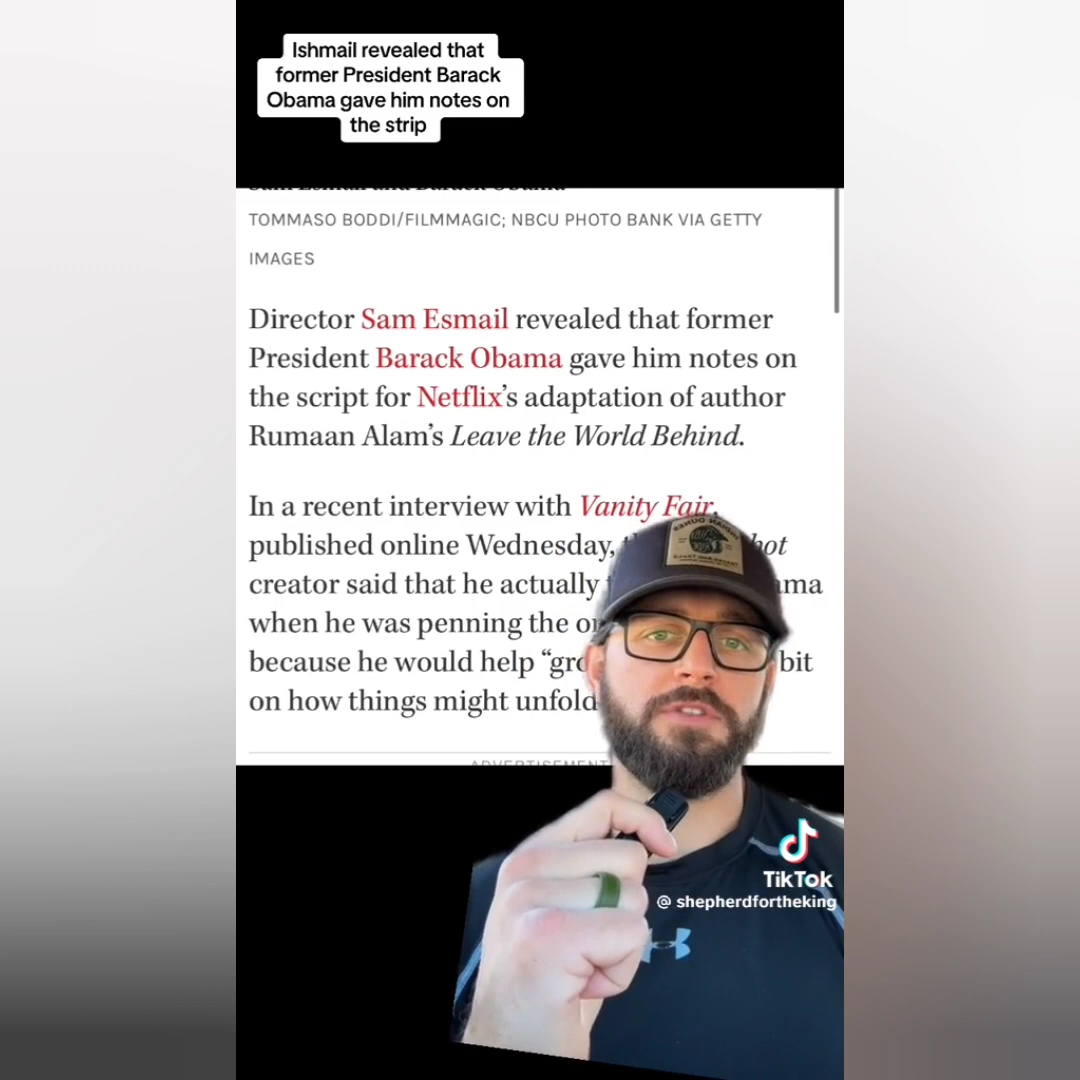 Ishmail revealed that
former President Barack
Obama gave him notes on
the strip
TOMMASO BODDI/FILMMAGIC; NBCU PHOTO BANK VIA GETTY
IMAGES
Director Sam Esmail revealed that former
President Barack Obama gave him notes on
the script for Netflix's adaptation of author
Rumaan Alam's Leave the World Behind.
In a recent interview with Vanity Fair,
published online Wednesday,
creator said that he actually
when he was penning the
because he would help bit
on how things might unfold
ADVERTISEMENT
TikTok
@ shepherdfortheking